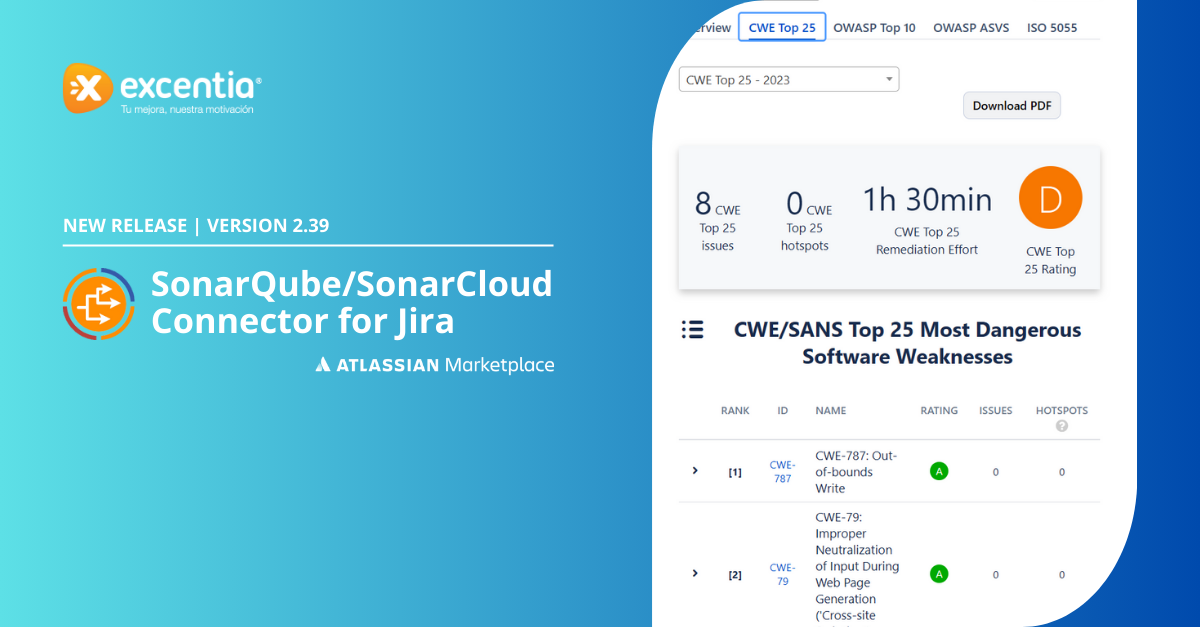 excentia®
Tu mejora, nuestra motivación
NEW RELEASE | VERSION 2.39
SonarQube/SonarCloud
Connector for Jira
ATLASSIAN Marketplace
CWE Top 25 OWASP Top 10 OWASP ASVS ISO 5055
CWE Top 25 - 2023
Download PDF
8 CWE
Top 25
issues
0 CWE
Top 25
hotspots
1h 30min
CWE Top 25
Remediation Effort
D
CWE Top
25 Rating
CWE/SANS Top 25 Most Dangerous
Software Weaknesses
RANK ID NAME RATING ISSUES HOTSPOTS
?
[1] CWE-787 CWE-787: Out-of-bounds Write A 0 0
[2] CWE-79 CWE-79: Improper Neutralization of Input During Web Page Generation ('Cross-site A 0 0